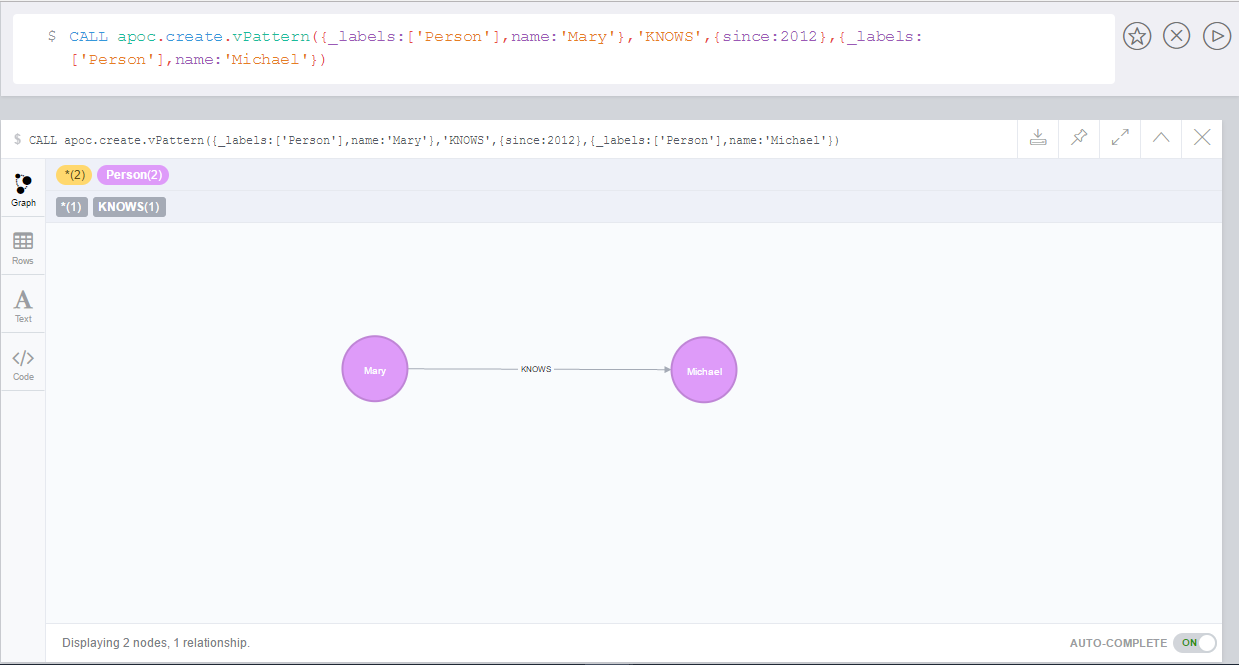 $ CALL apoc.create.vPattern({_labels:['Person'],name:'Mary'},'KNOWS',{since:2012},{_labels:
['Person'],name:'Michael'})
$ CALL apoc.create.vPattern({_labels:['Person'],name:'Mary'},'KNOWS',{since:2012},{_labels:['Person'],name:'Michael'})
*(2) Person(2)
Graph
*(1) KNOWS(1)
Rows
A
Text
</>
Code
Mary KNOWS Michael
Displaying 2 nodes, 1 relationship. AUTO-COMPLETE ON